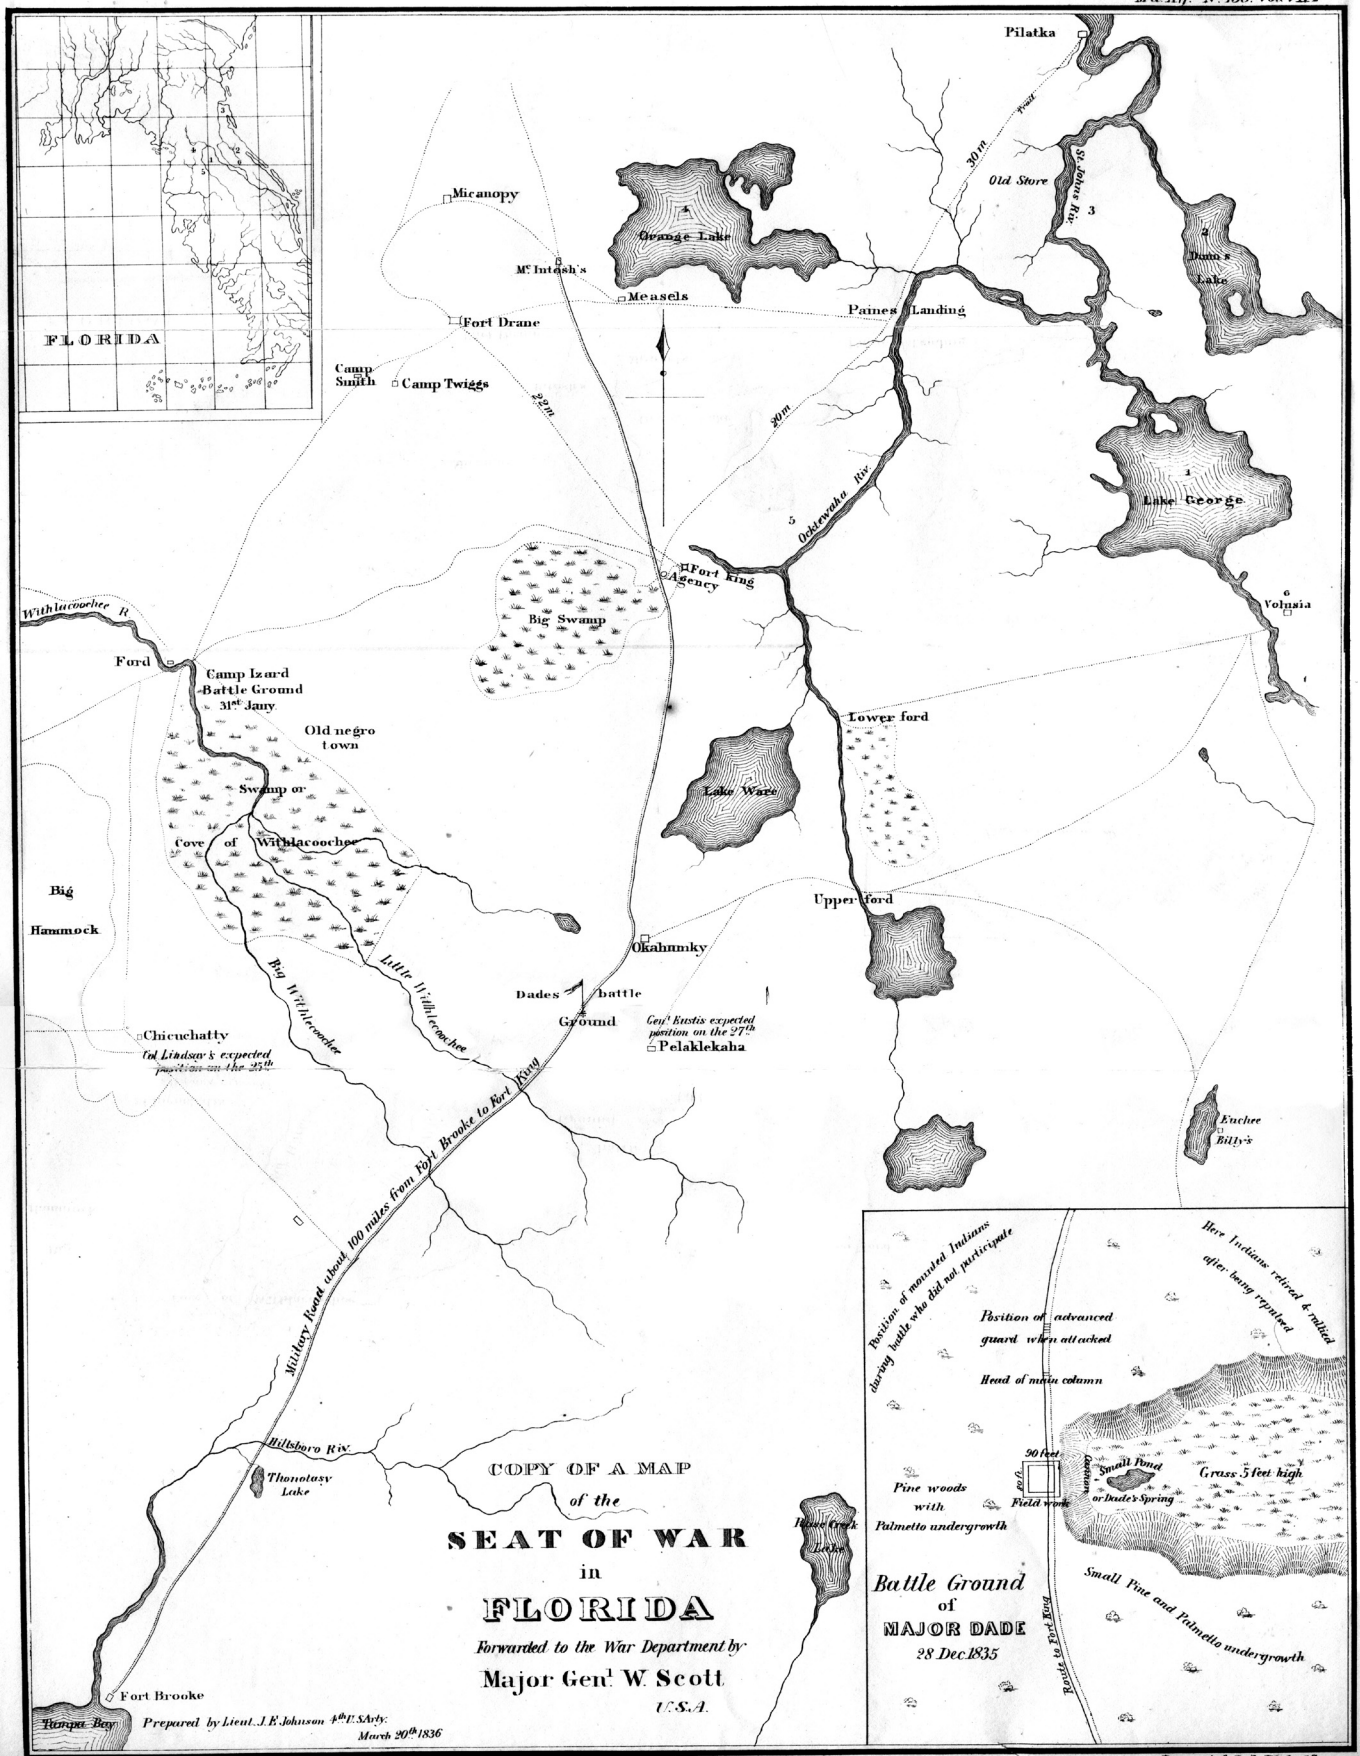 Pilatka
Trail
30 m
Old Store
St. Johns Riv.
3
4
Orange Lake
2
Dunn's
Lake
Micanopy
Mc Intosh's
Measels
Fort Drane
Paines Landing
FLORIDA
Camp
Smith
Camp Twiggs
22 m
20 m
1
Lake George
5
Ocklewaha Riv.
Fort King
Agency
6
Volusia
Withlacoochee R
Big Swamp
Ford
Camp Izard
Battle Ground
31st Jany.
Old negro
town
Lower ford
Swamp or
Cove of Withlacoochee
Lake Ware
Big
Hammock
Upper ford
Okahumky
Big Withlecoochee
Little Withlecoochee
Dades battle
Ground
Genl. Eustis expected
position on the 27th
Pelaklekaha
Chicuchatty
Col Lindsay's expected
position on the 25th
Euchee
Billy's
Military Road about 100 miles from Fort Brooke to Fort King
Hillsboro Riv.
Thonotasy
Lake
Fort Brooke
Tampa Bay
Prepared by Lieut. J. E Johnson 4th U.S Arty.
March 20th 1836
COPY OF A MAP
of the
SEAT OF WAR
in
FLORIDA
Forwarded to the War Department by
Major Genl. W. Scott
U.S.A.
Creek
Lake
Position of mounted Indians
during battle who did not participate
Here Indians retired & rallied
after being repulsed
Position of advanced
guard when attacked
Head of main column
90 feet
Field work
Cannon
Small Pond
or Dade's Spring
Grass 5 feet high
Pine woods
with
Palmetto undergrowth
Small Pine and Palmetto undergrowth
Battle Ground
of
MAJOR DADE
28 Dec. 1835
Route to Fort King